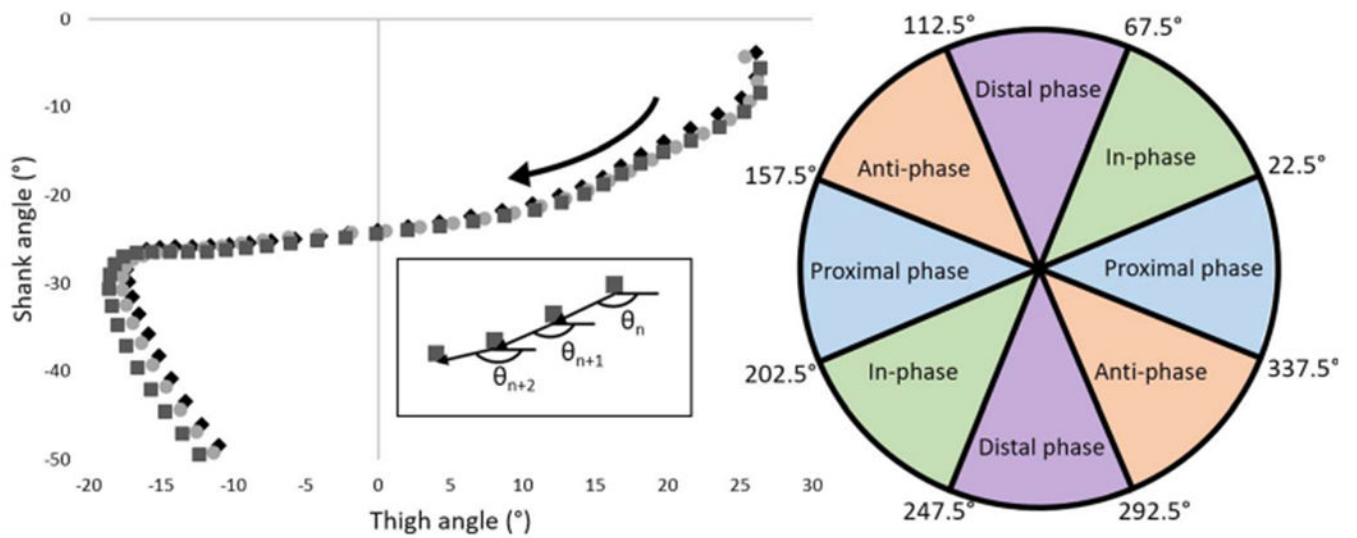 0
-10
-20
-30
-40
-50
Shank angle (°)
-20 -15 -10 -5 0 5 10 15 20 25 30
Thigh angle (°)
θn
θn+1
θn+2
112.5° 67.5°
Distal phase
Anti-phase In-phase
157.5° 22.5°
Proximal phase Proximal phase
In-phase Anti-phase
202.5° 337.5°
Distal phase
247.5° 292.5°